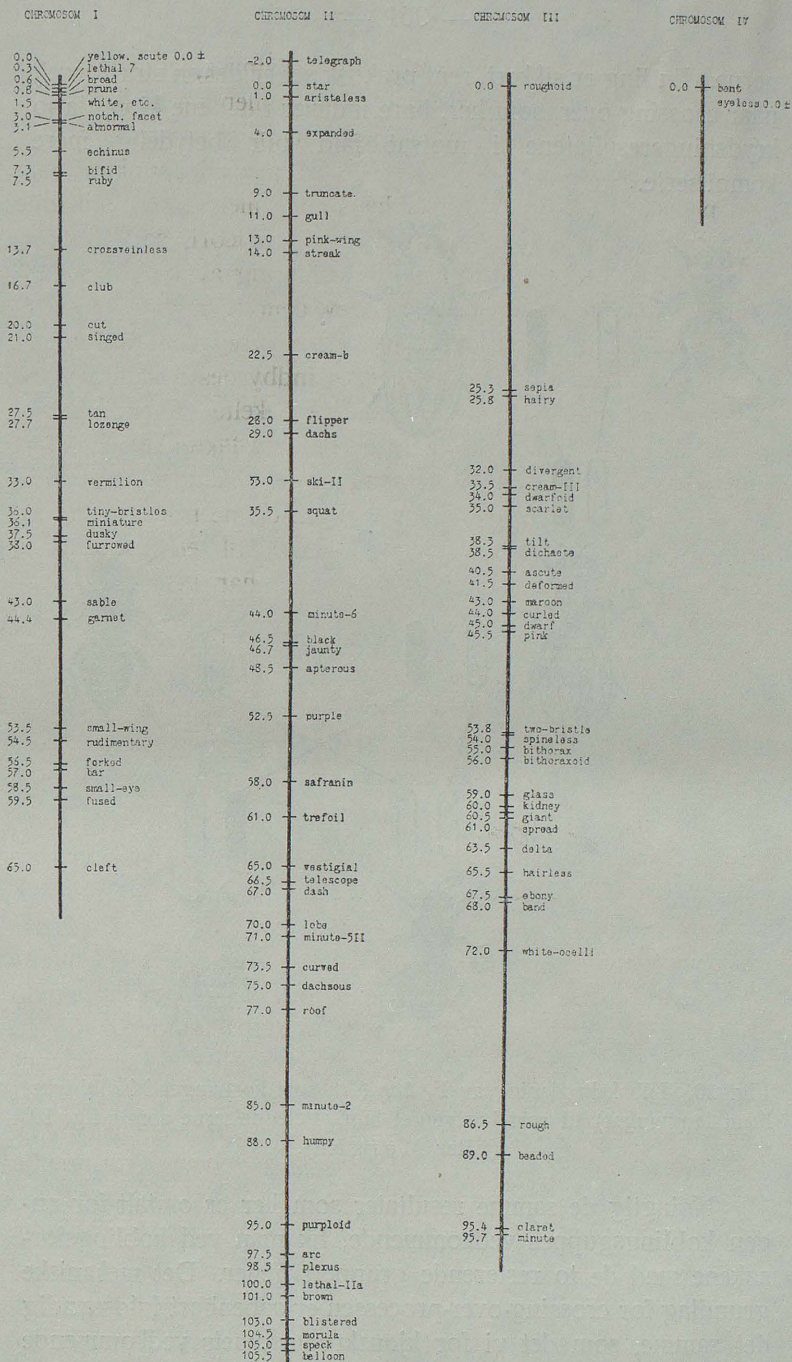 CHROMOSOM I
0.0 yellow. scute 0.0 ±
0.3 lethal 7
0.6 broad
0.8 prune
1.5 white, etc.
3.0 notch. facet
3.1 abnormal
5.5 echinus
7.3 bifid
7.5 ruby
13.7 crossveinless
16.7 club
20.0 cut
21.0 singed
27.5 tan
27.7 lozenge
33.0 vermilion
36.0 tiny-bristles
36.1 miniature
37.5 dusky
38.0 furrowed
43.0 sable
44.4 garnet
53.5 small-wing
54.5 rudimentary
56.5 forked
57.0 bar
58.5 small-eye
59.5 fused
65.0 cleft
CHROMOSOM II
-2.0 telegraph
0.0 star
1.0 aristaless
4.0 expanded
9.0 truncate.
11.0 gull
13.0 pink-wing
14.0 streak
22.5 cream-b
28.0 flipper
29.0 dachs
33.0 ski-II
35.5 squat
44.0 minute-6
46.5 black
46.7 jaunty
48.5 apterous
52.5 purple
58.0 safranin
61.0 trefoil
65.0 vestigial
66.5 telescope
67.0 dash
70.0 lobe
71.0 minute-5II
73.5 curved
75.0 dachsous
77.0 roof
85.0 minute-2
88.0 humpy
95.0 purploid
97.5 arc
98.5 plexus
100.0 lethal-IIa
101.0 brown
103.0 blistered
104.5 morula
105.0 speck
105.5 balloon
CHROMOSOM III
0.0 roughoid
25.3 sepia
25.8 hairy
32.0 divergent
33.5 cream-III
34.0 dwarfoid
35.0 scarlet
38.3 tilt
38.5 dichaete
40.5 ascute
41.5 deformed
43.0 maroon
44.0 curled
45.0 dwarf
45.5 pink
53.8 two-bristle
54.0 spineless
55.0 bithorax
56.0 bithoraxoid
59.0 glass
60.0 kidney
60.5 giant
61.0 spread
63.5 delta
65.5 hairless
67.5 ebony
68.0 band
72.0 white-ocelli
86.5 rough
89.0 beaded
95.4 claret
95.7 minute
CHROMOSOM IV
0.0 bent
eyeless 0.0 ±